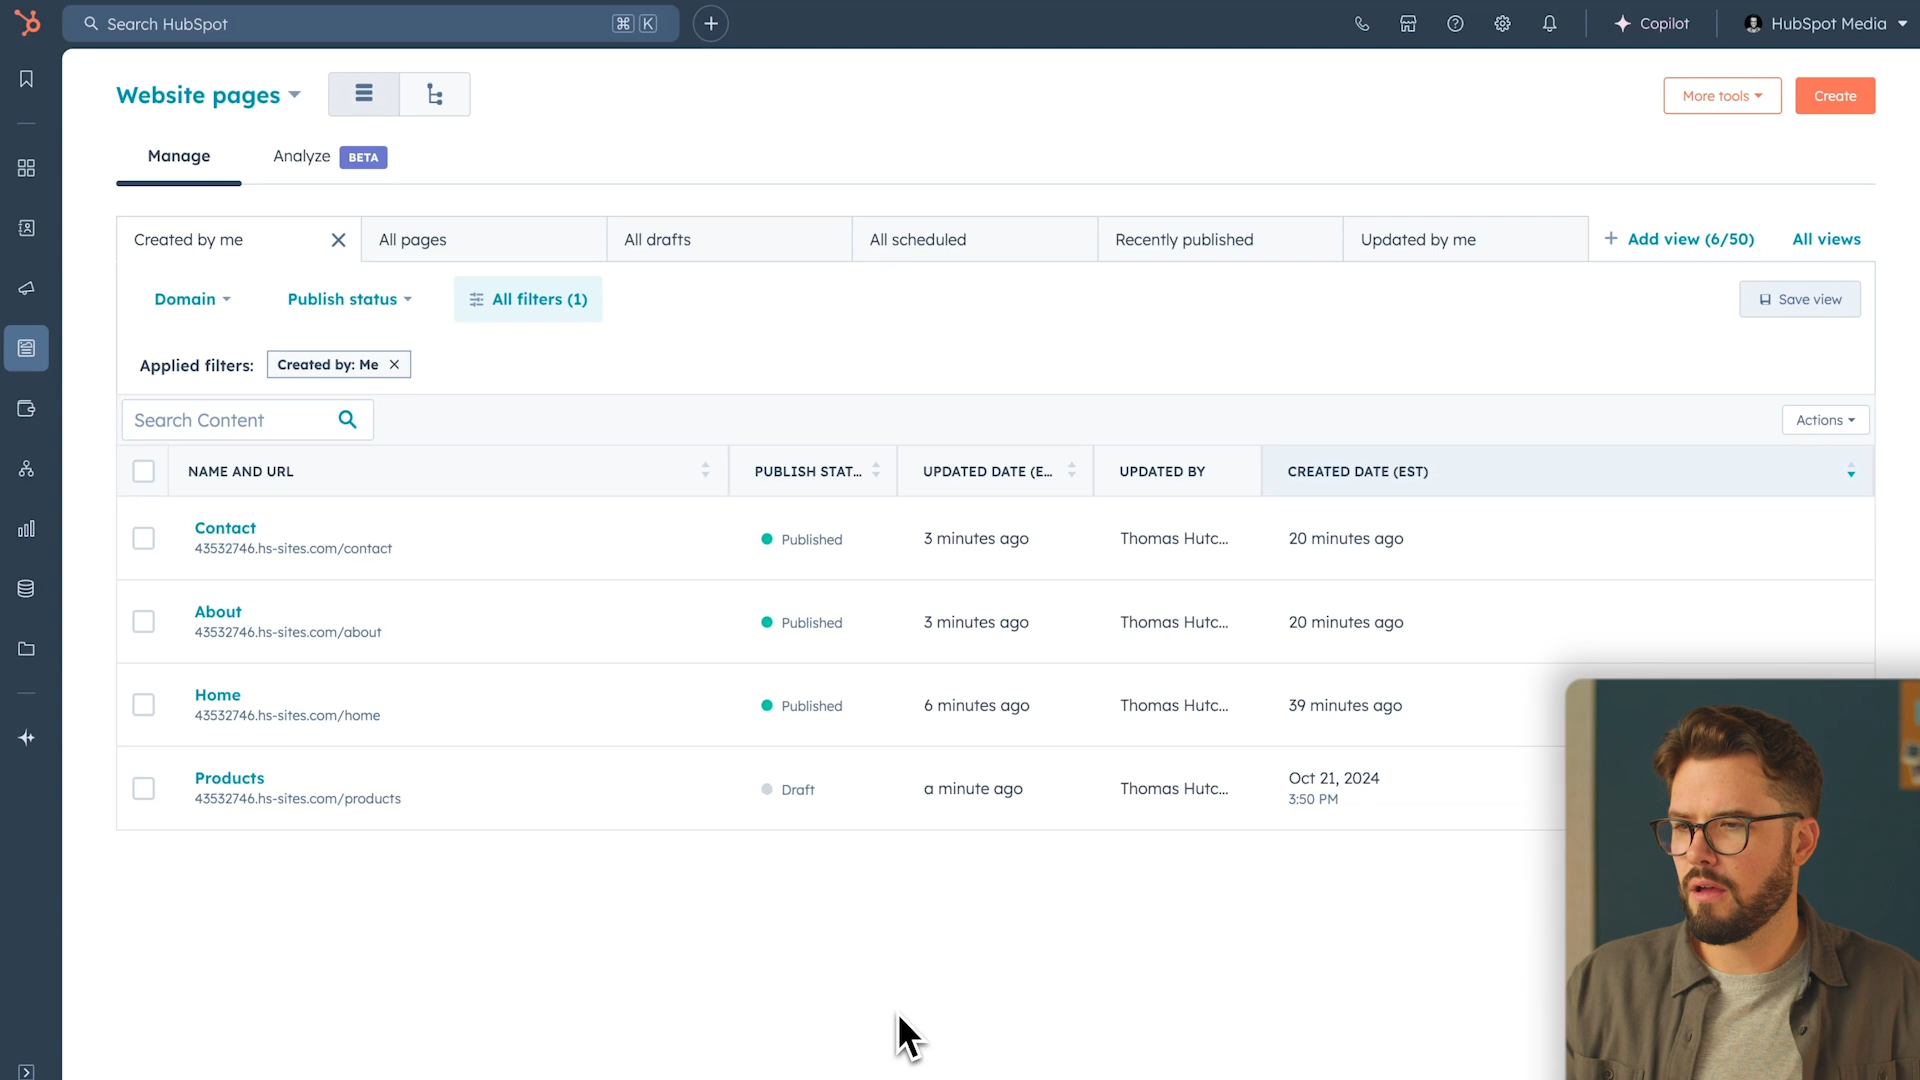 Search HubSpot
⌘ K
Copilot
HubSpot Media
Website pages
More tools
Create
Manage
Analyze BETA
Created by me
All pages
All drafts
All scheduled
Recently published
Updated by me
+ Add view (6/50)
All views
Domain
Publish status
All filters (1)
Save view
Applied filters:
Created by: Me
Search Content
Actions
NAME AND URL
PUBLISH STAT...
UPDATED DATE (E...
UPDATED BY
CREATED DATE (EST)
Contact
43532746.hs-sites.com/contact
Published
3 minutes ago
Thomas Hutc...
20 minutes ago
About
43532746.hs-sites.com/about
Published
3 minutes ago
Thomas Hutc...
20 minutes ago
Home
43532746.hs-sites.com/home
Published
6 minutes ago
Thomas Hutc...
39 minutes ago
Products
43532746.hs-sites.com/products
Draft
a minute ago
Thomas Hutc...
Oct 21, 2024
3:50 PM